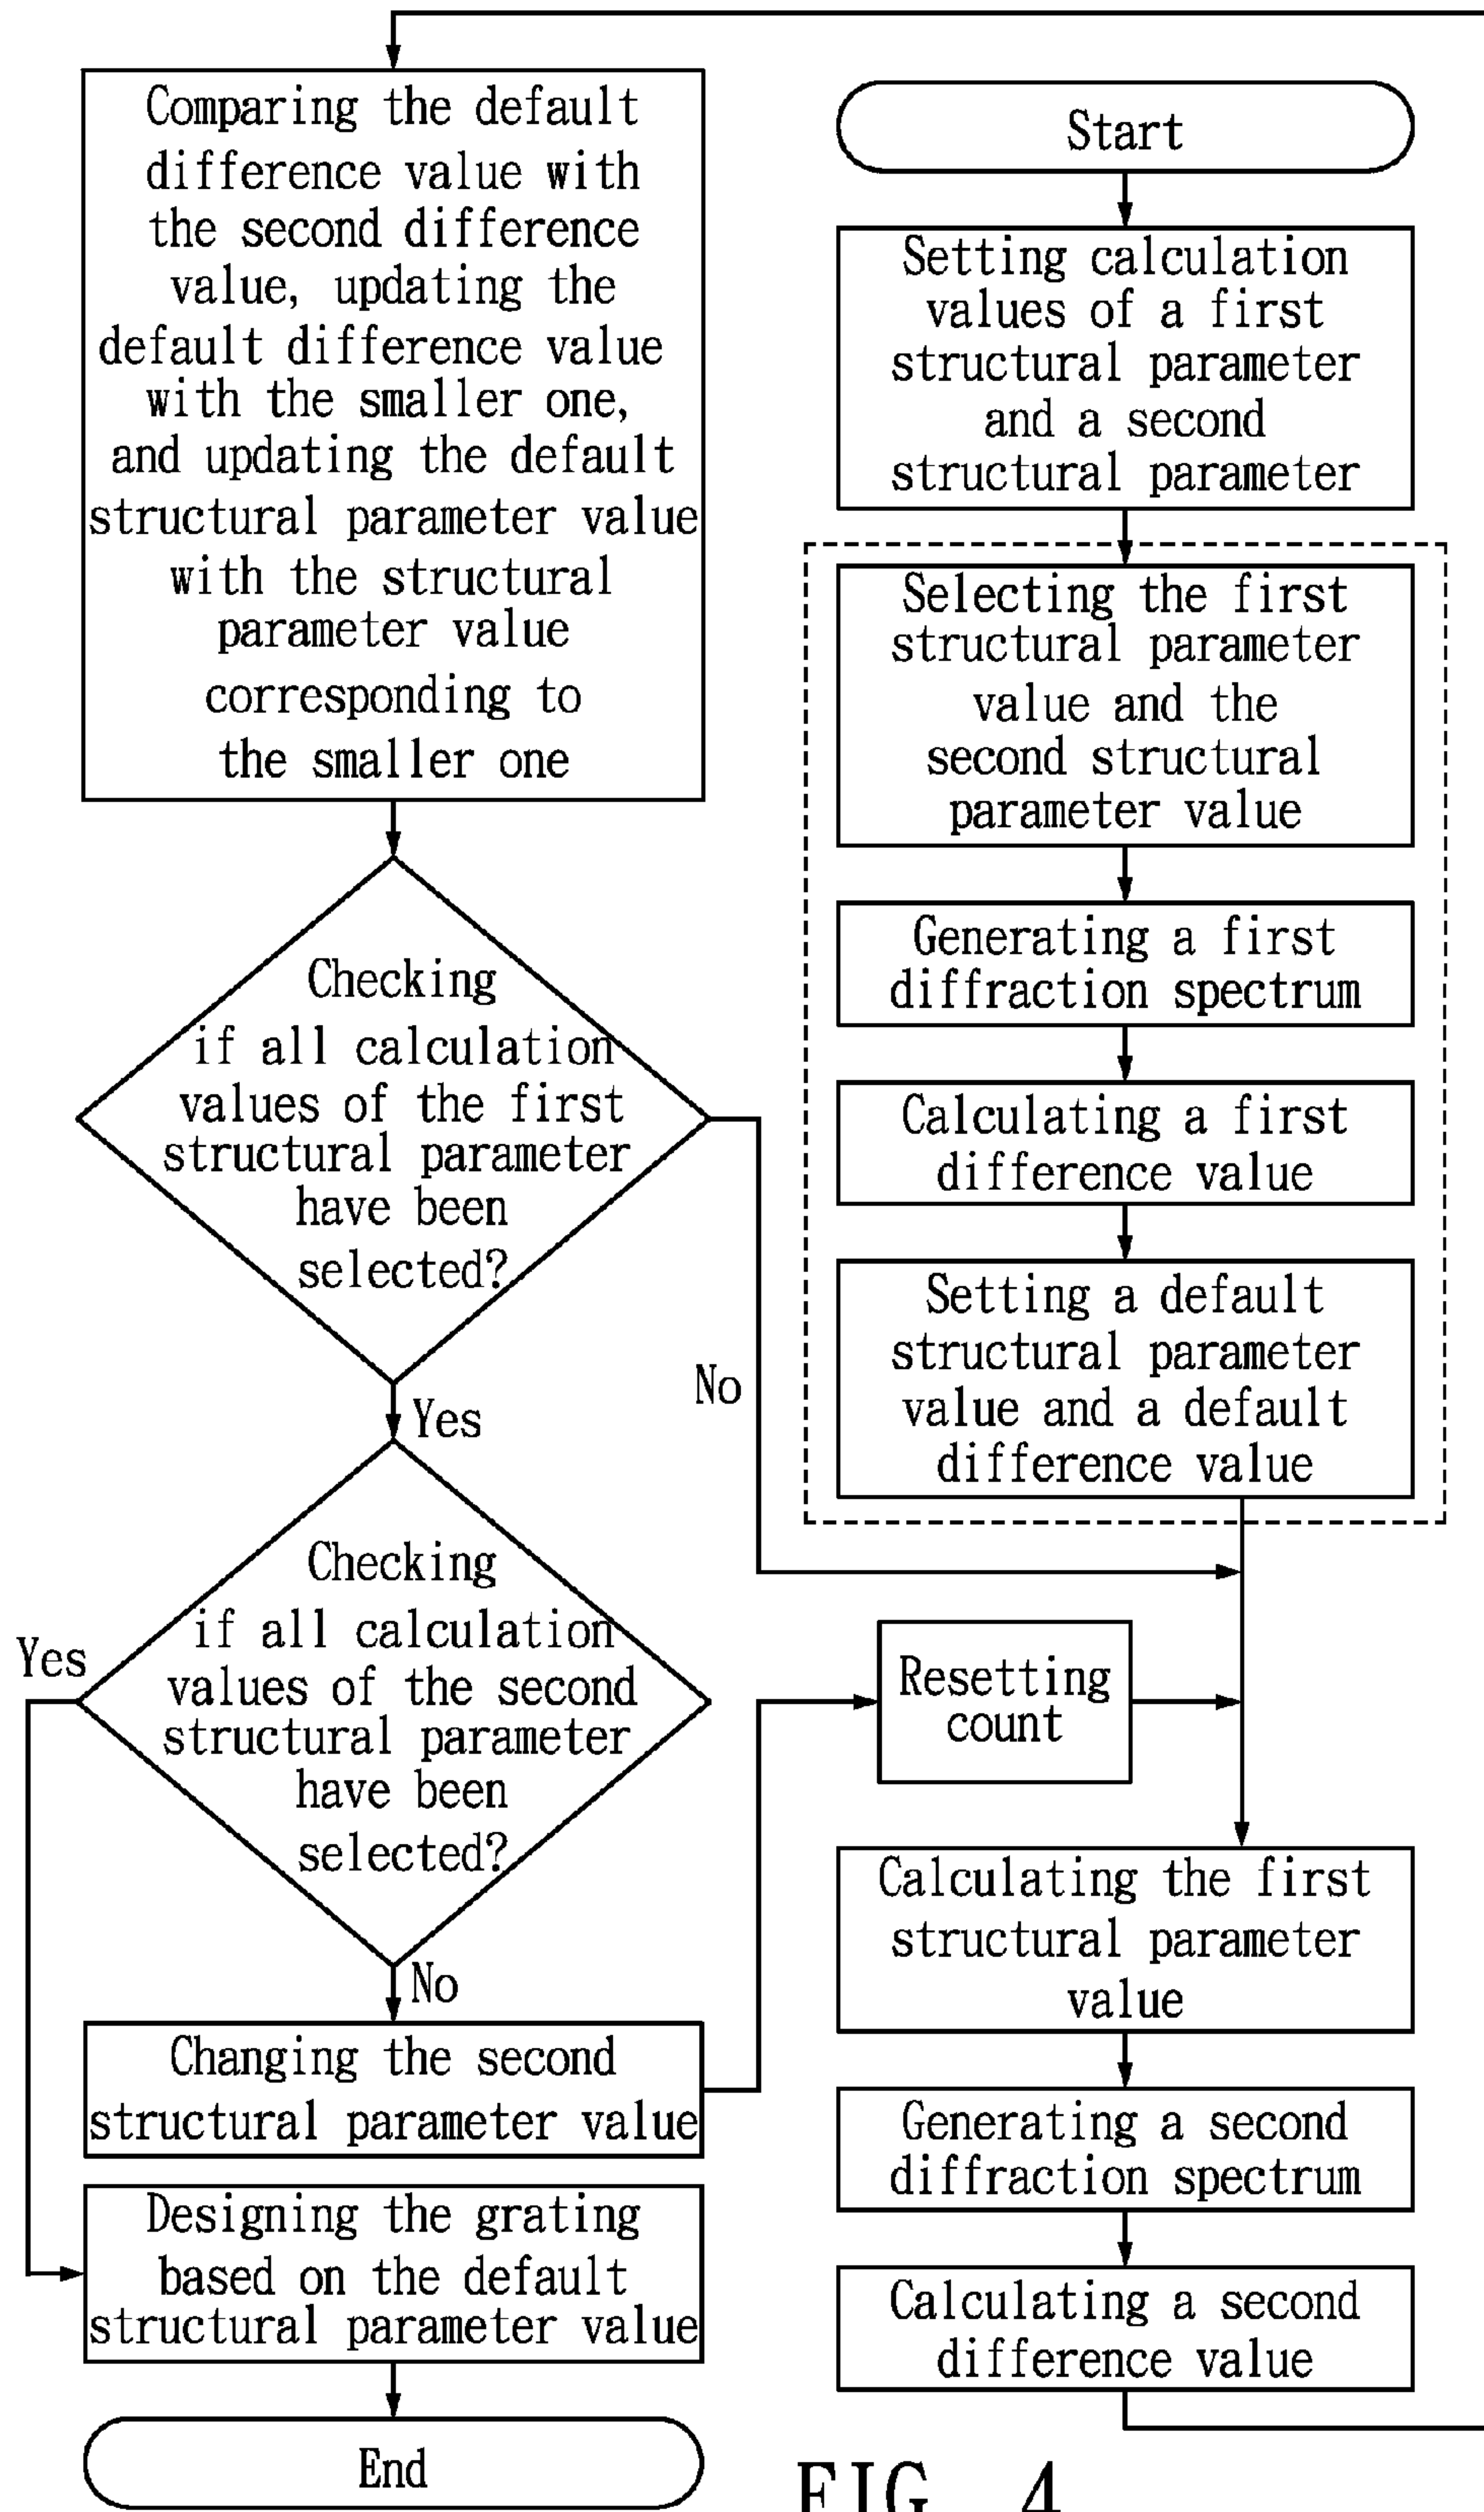 Start
Setting calculation
values of a first
structural parameter
and a second
structural parameter
Selecting the first
structural parameter
value and the
second structural
parameter value
Generating a first
diffraction spectrum
Calculating a first
difference value
Setting a default
structural parameter
value and a default
difference value
Resetting
count
Calculating the first
structural parameter
value
Generating a second
diffraction spectrum
Calculating a second
difference value
Comparing the default
difference value with
the second difference
value, updating the
default difference value
with the smaller one,
and updating the default
structural parameter value
with the structural
parameter value
corresponding to
the smaller one
Checking
if all calculation
values of the first
structural parameter
have been
selected?
No
Yes
Checking
if all calculation
values of the second
structural parameter
have been
selected?
Yes
No
Changing the second
structural parameter value
Designing the grating
based on the default
structural parameter value
End
FIG. 4